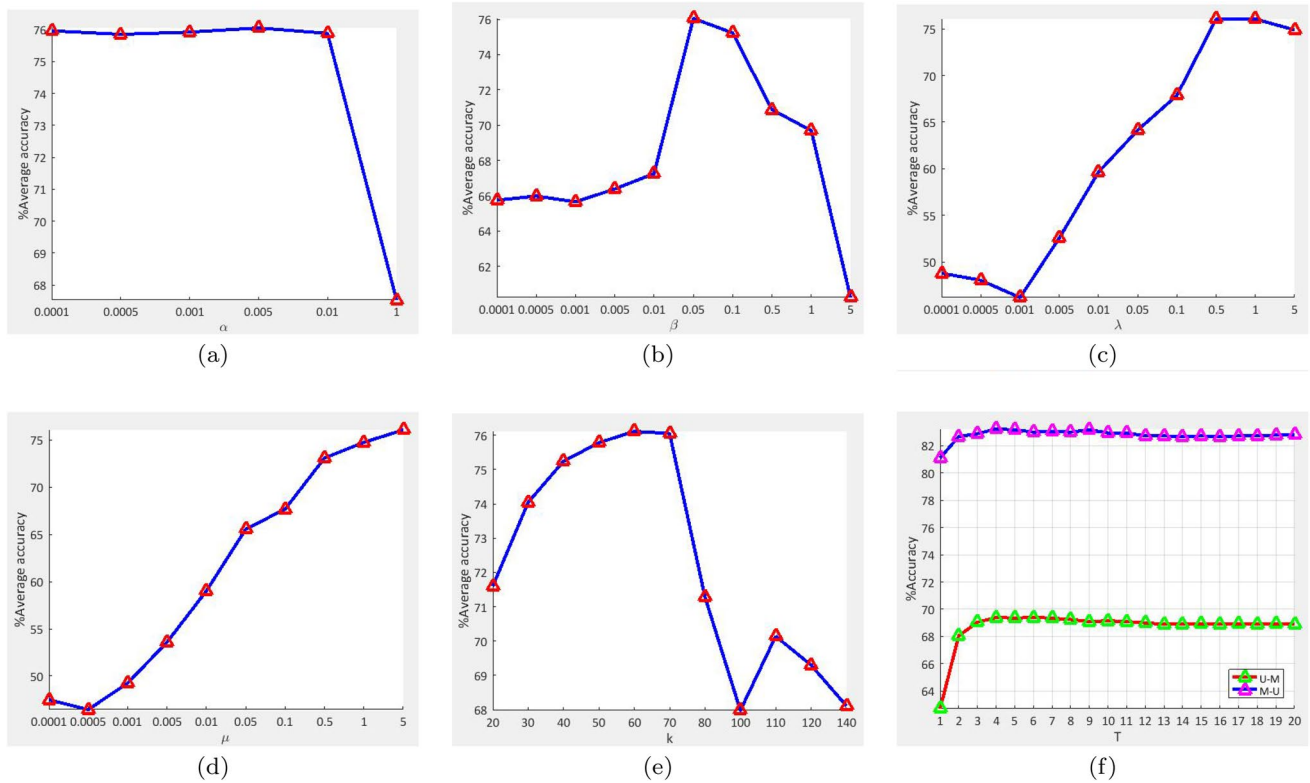 %Average accuracy
76
75
74
73
72
71
70
69
68
0.0001 0.0005 0.001 0.005 0.01 1
α
(a)
%Average accuracy
76
74
72
70
68
66
64
62
0.0001 0.0005 0.001 0.005 0.01 0.05 0.1 0.5 1 5
β
(b)
%Average accuracy
75
70
65
60
55
50
0.0001 0.0005 0.001 0.005 0.01 0.05 0.1 0.5 1 5
λ
(c)
%Average accuracy
75
70
65
60
55
50
0.0001 0.0005 0.001 0.005 0.01 0.05 0.1 0.5 1 5
μ
(d)
%Average accuracy
76
75
74
73
72
71
70
69
68
20 30 40 50 60 70 80 100 110 120 140
k
(e)
%Accuracy
82
80
78
76
74
72
70
68
66
64
U-M
M-U
1 2 3 4 5 6 7 8 9 10 11 12 13 14 15 16 17 18 19 20
T
(f)